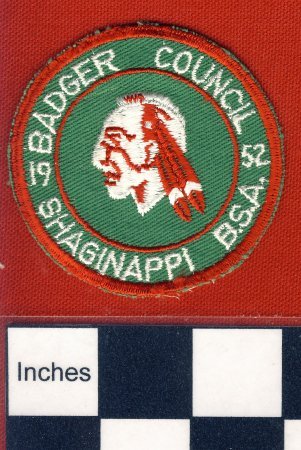 BADGER COUNCIL
19 52
SHAGINAPPI B.S.A.
Inches